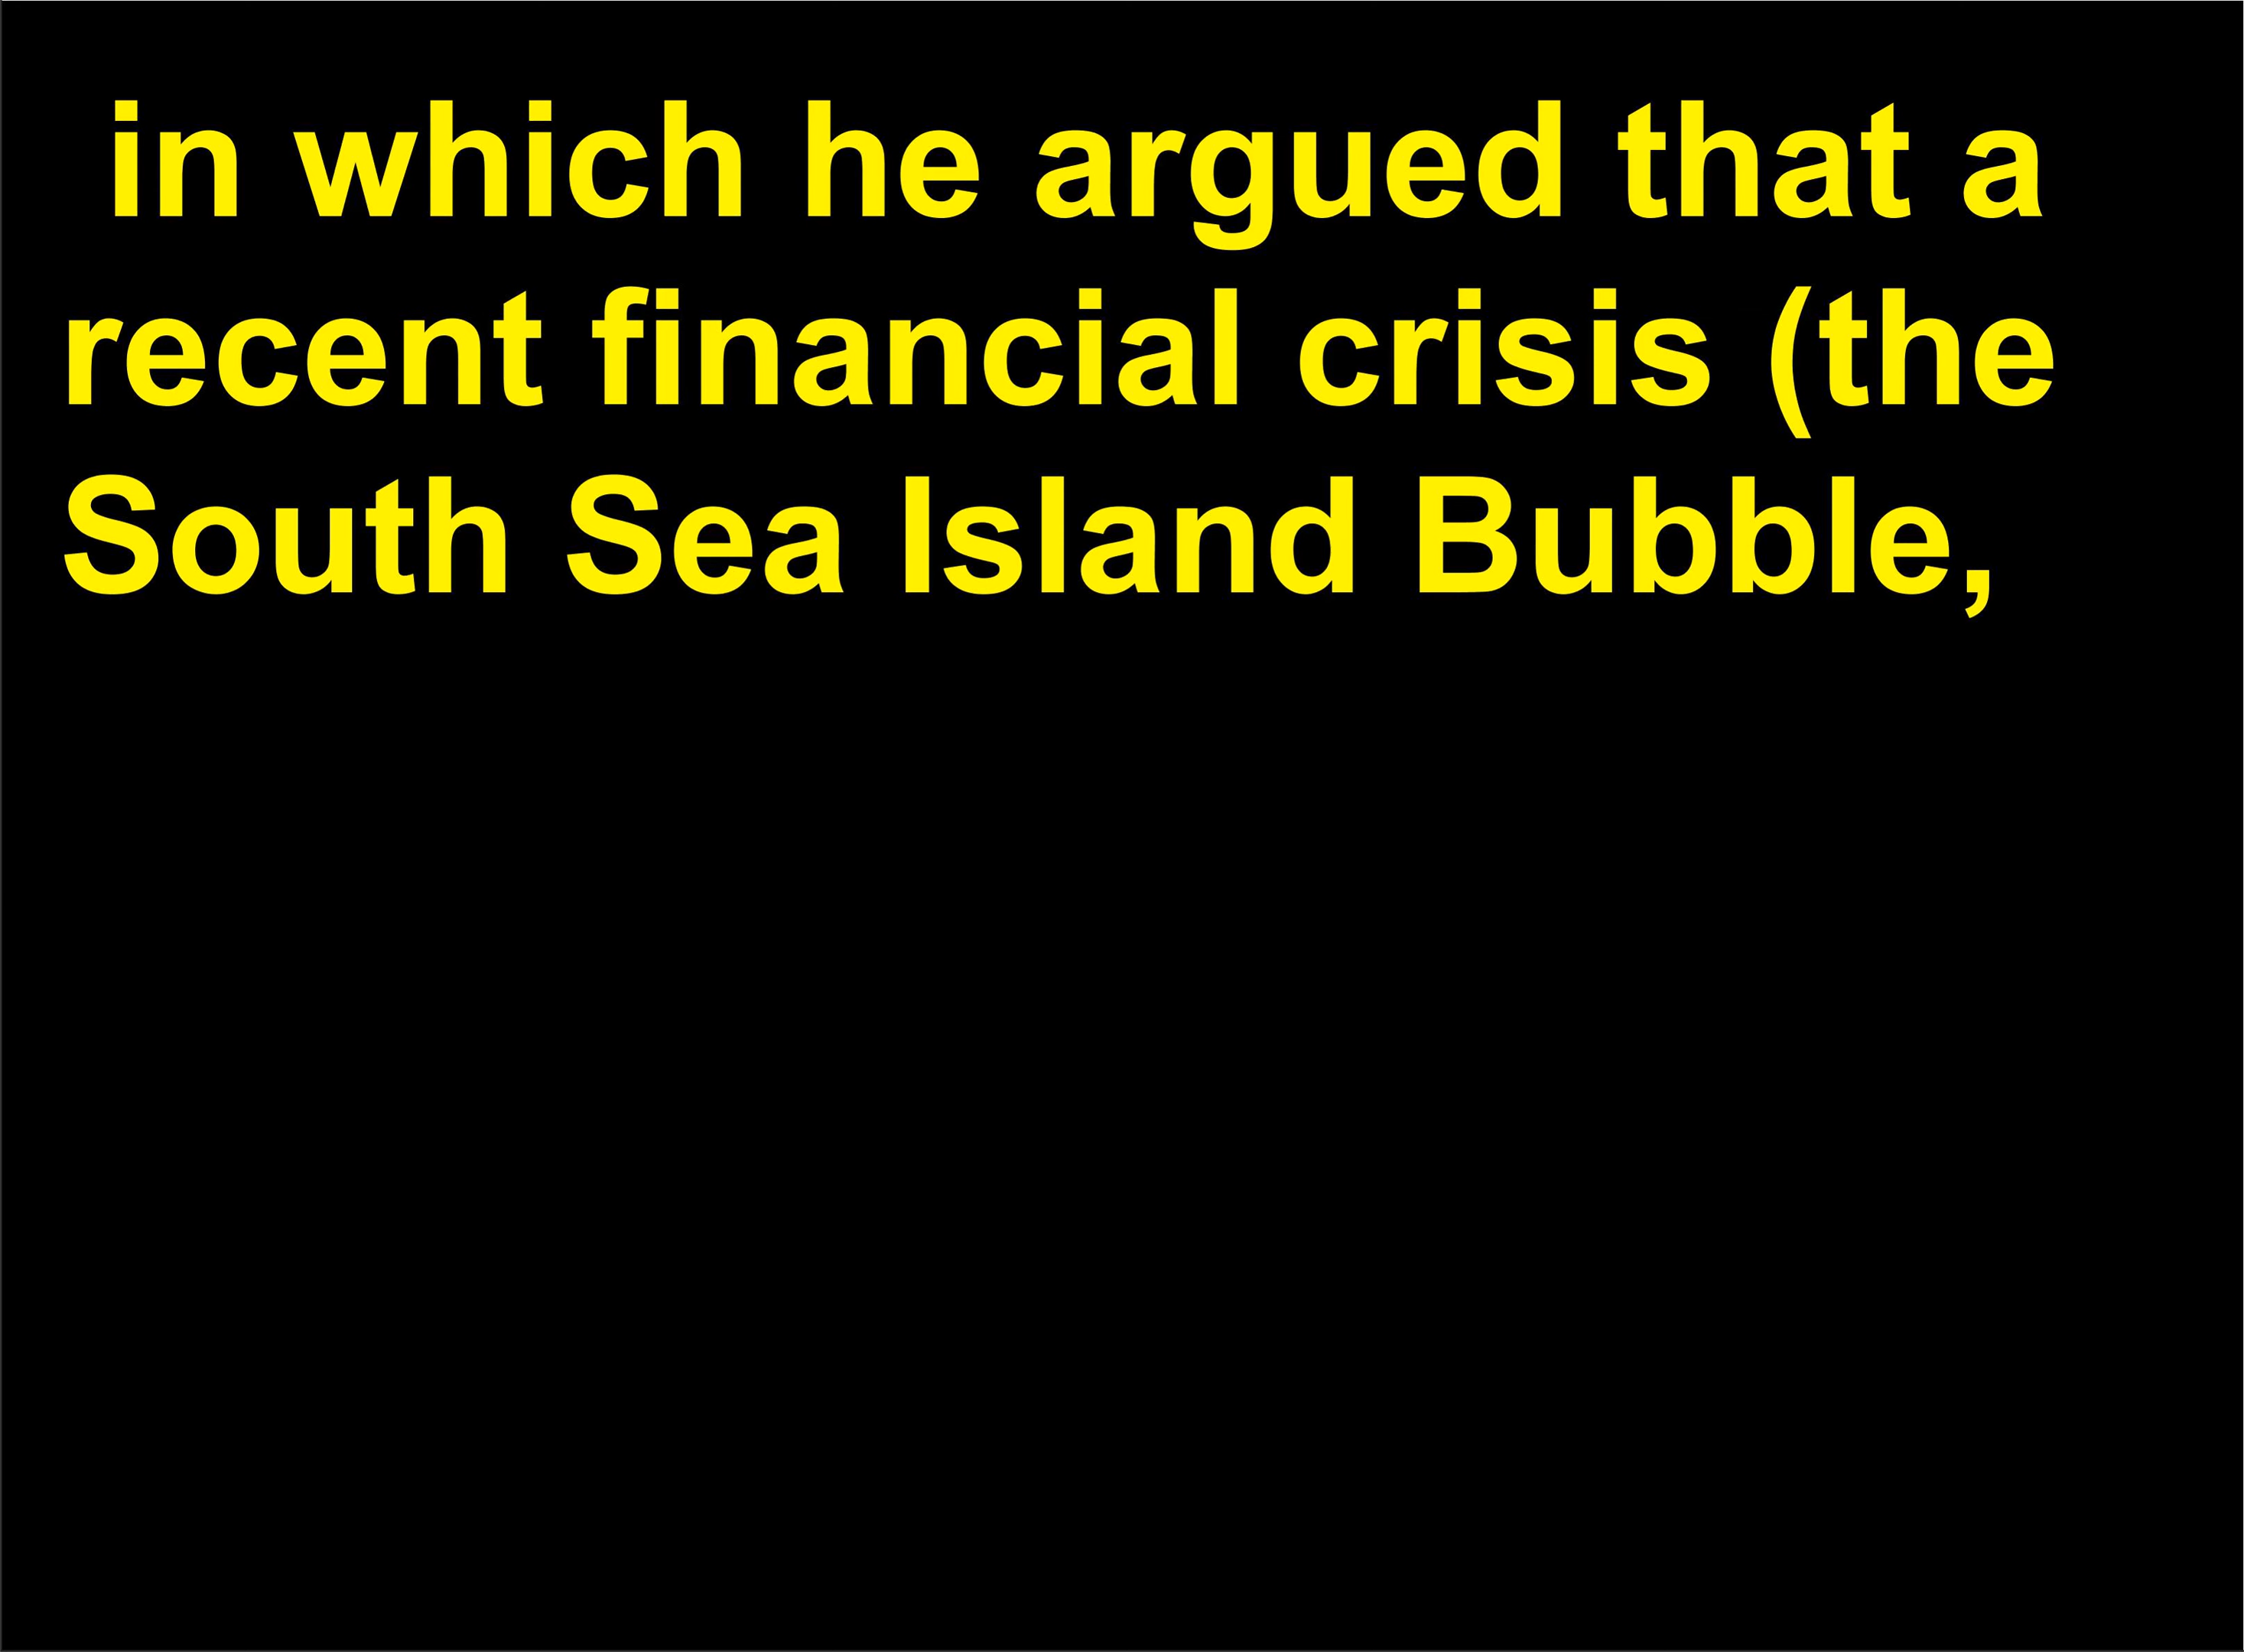 in which he argued that a
recent financial crisis (the
South Sea Island Bubble,